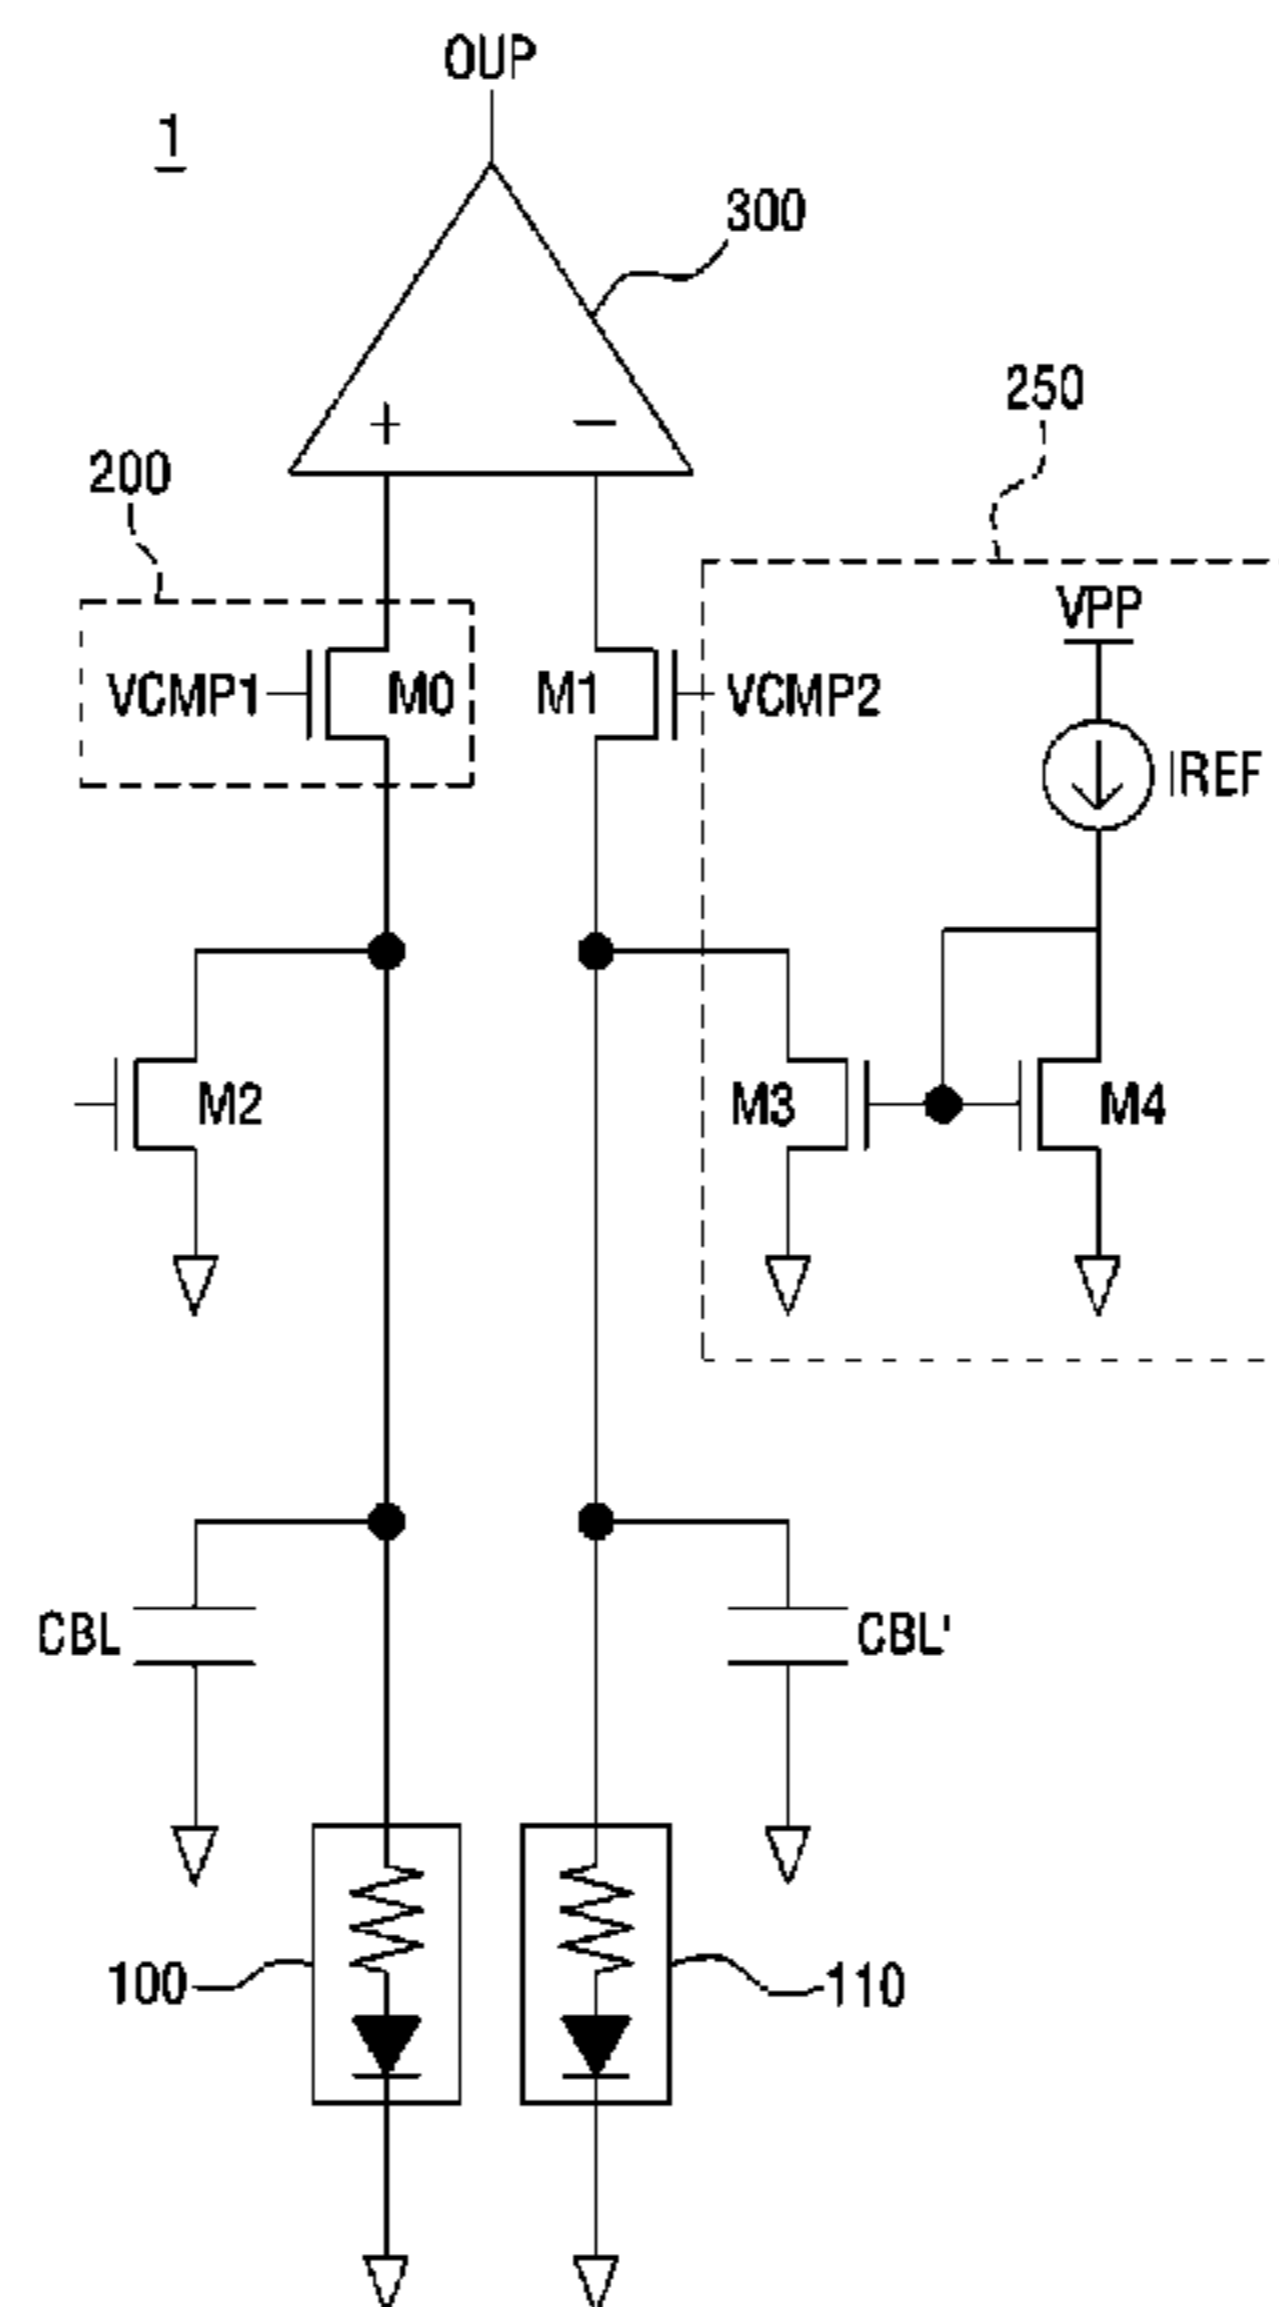 OUP
1
300
250
200
VPP
+ −
VCMP1 M0 M1 VCMP2
IREF
M2 M3 M4
CBL CBL'
100 110